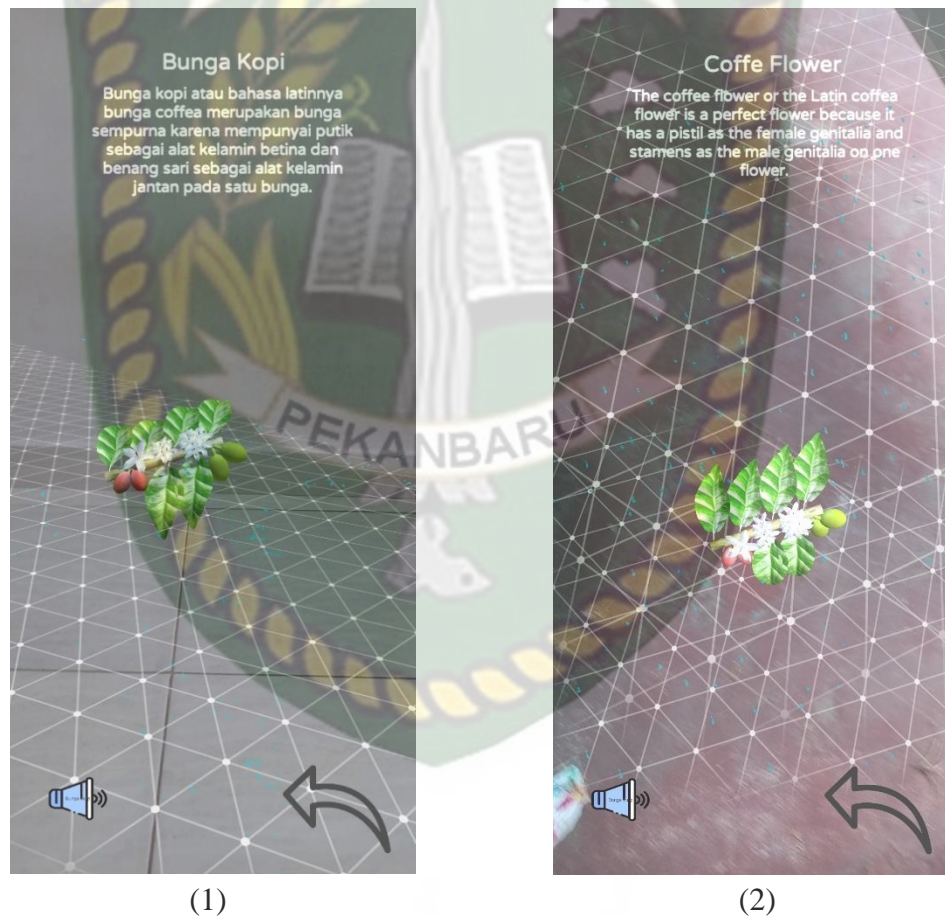 Bunga Kopi
Bunga kopi atau bahasa latinnya
bunga coffea merupakan bunga
sempurna karena mempunyai putik
sebagai alat kelamin betina dan
benang sari sebagai alat kelamin
jantan pada satu bunga.
Coffe Flower
The coffee flower or the Latin coffea
flower is a perfect flower because it
has a pistil as the female genitalia and
stamens as the male genitalia on one
flower.
PEKANBARU
(1)
(2)